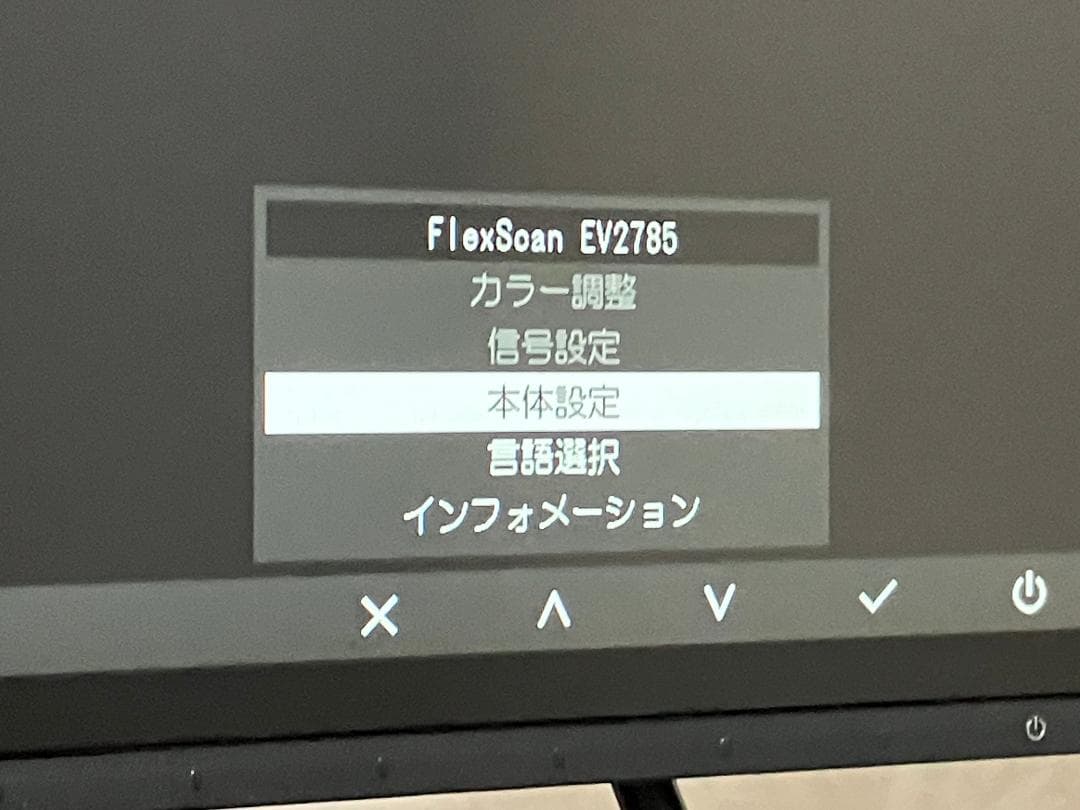 FlexScan EV2785
カラー調整
信号設定
本体設定
言語選択
インフォメーション